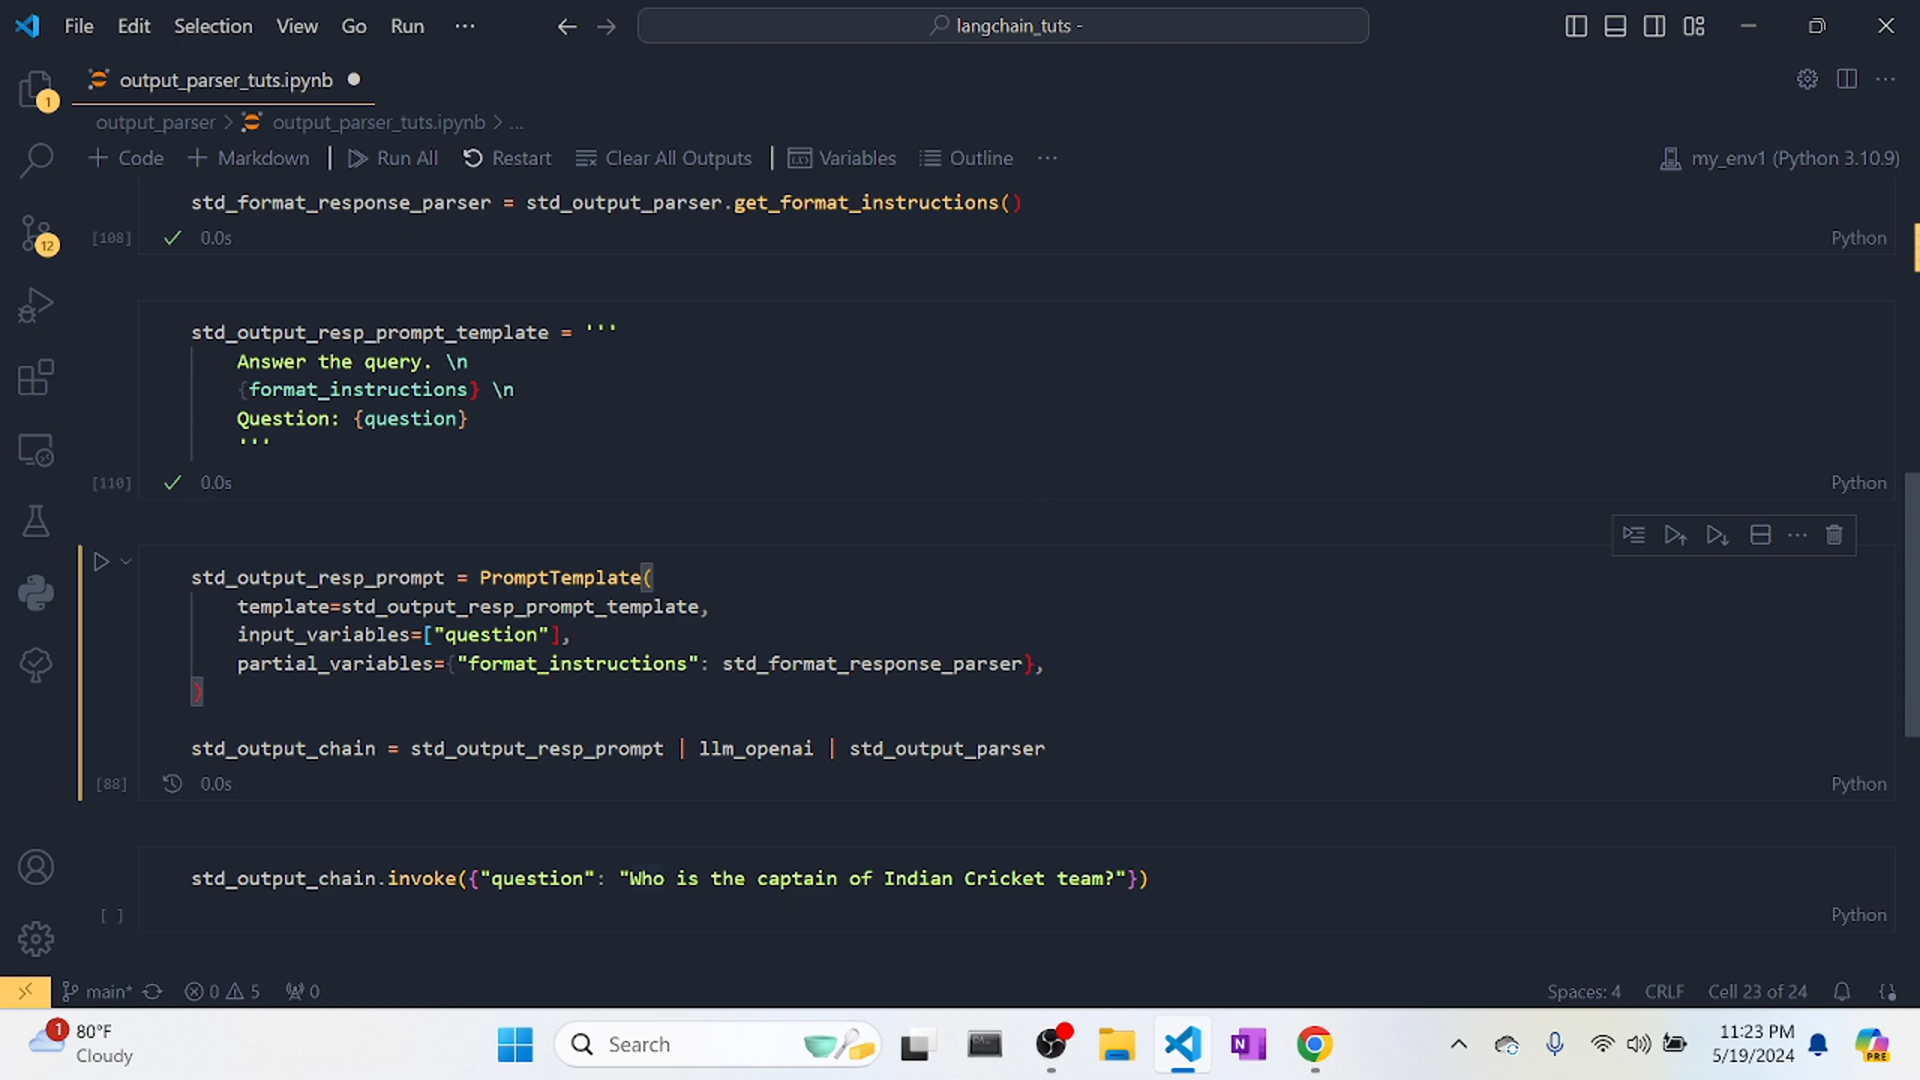 File Edit Selection View Go Run ...
langchain_tuts -
output_parser_tuts.ipynb
1
output_parser > output_parser_tuts.ipynb > ...
+ Code + Markdown | Run All Restart Clear All Outputs | Variables Outline ...
my_env1 (Python 3.10.9)
std_format_response_parser = std_output_parser.get_format_instructions()
[108] 0.0s
Python
12
std_output_resp_prompt_template = '''
Answer the query. \n
{format_instructions} \n
Question: {question}
'''
[110] 0.0s
Python
std_output_resp_prompt = PromptTemplate(
template=std_output_resp_prompt_template,
input_variables=["question"],
partial_variables={"format_instructions": std_format_response_parser},
)
std_output_chain = std_output_resp_prompt | llm_openai | std_output_parser
[88] 0.0s
Python
std_output_chain.invoke({"question": "Who is the captain of Indian Cricket team?"})
[ ]
Python
main* 0 5 0
Spaces: 4 CRLF Cell 23 of 24
1 80°F
Cloudy
Search
N
11:23 PM
5/19/2024
PRE